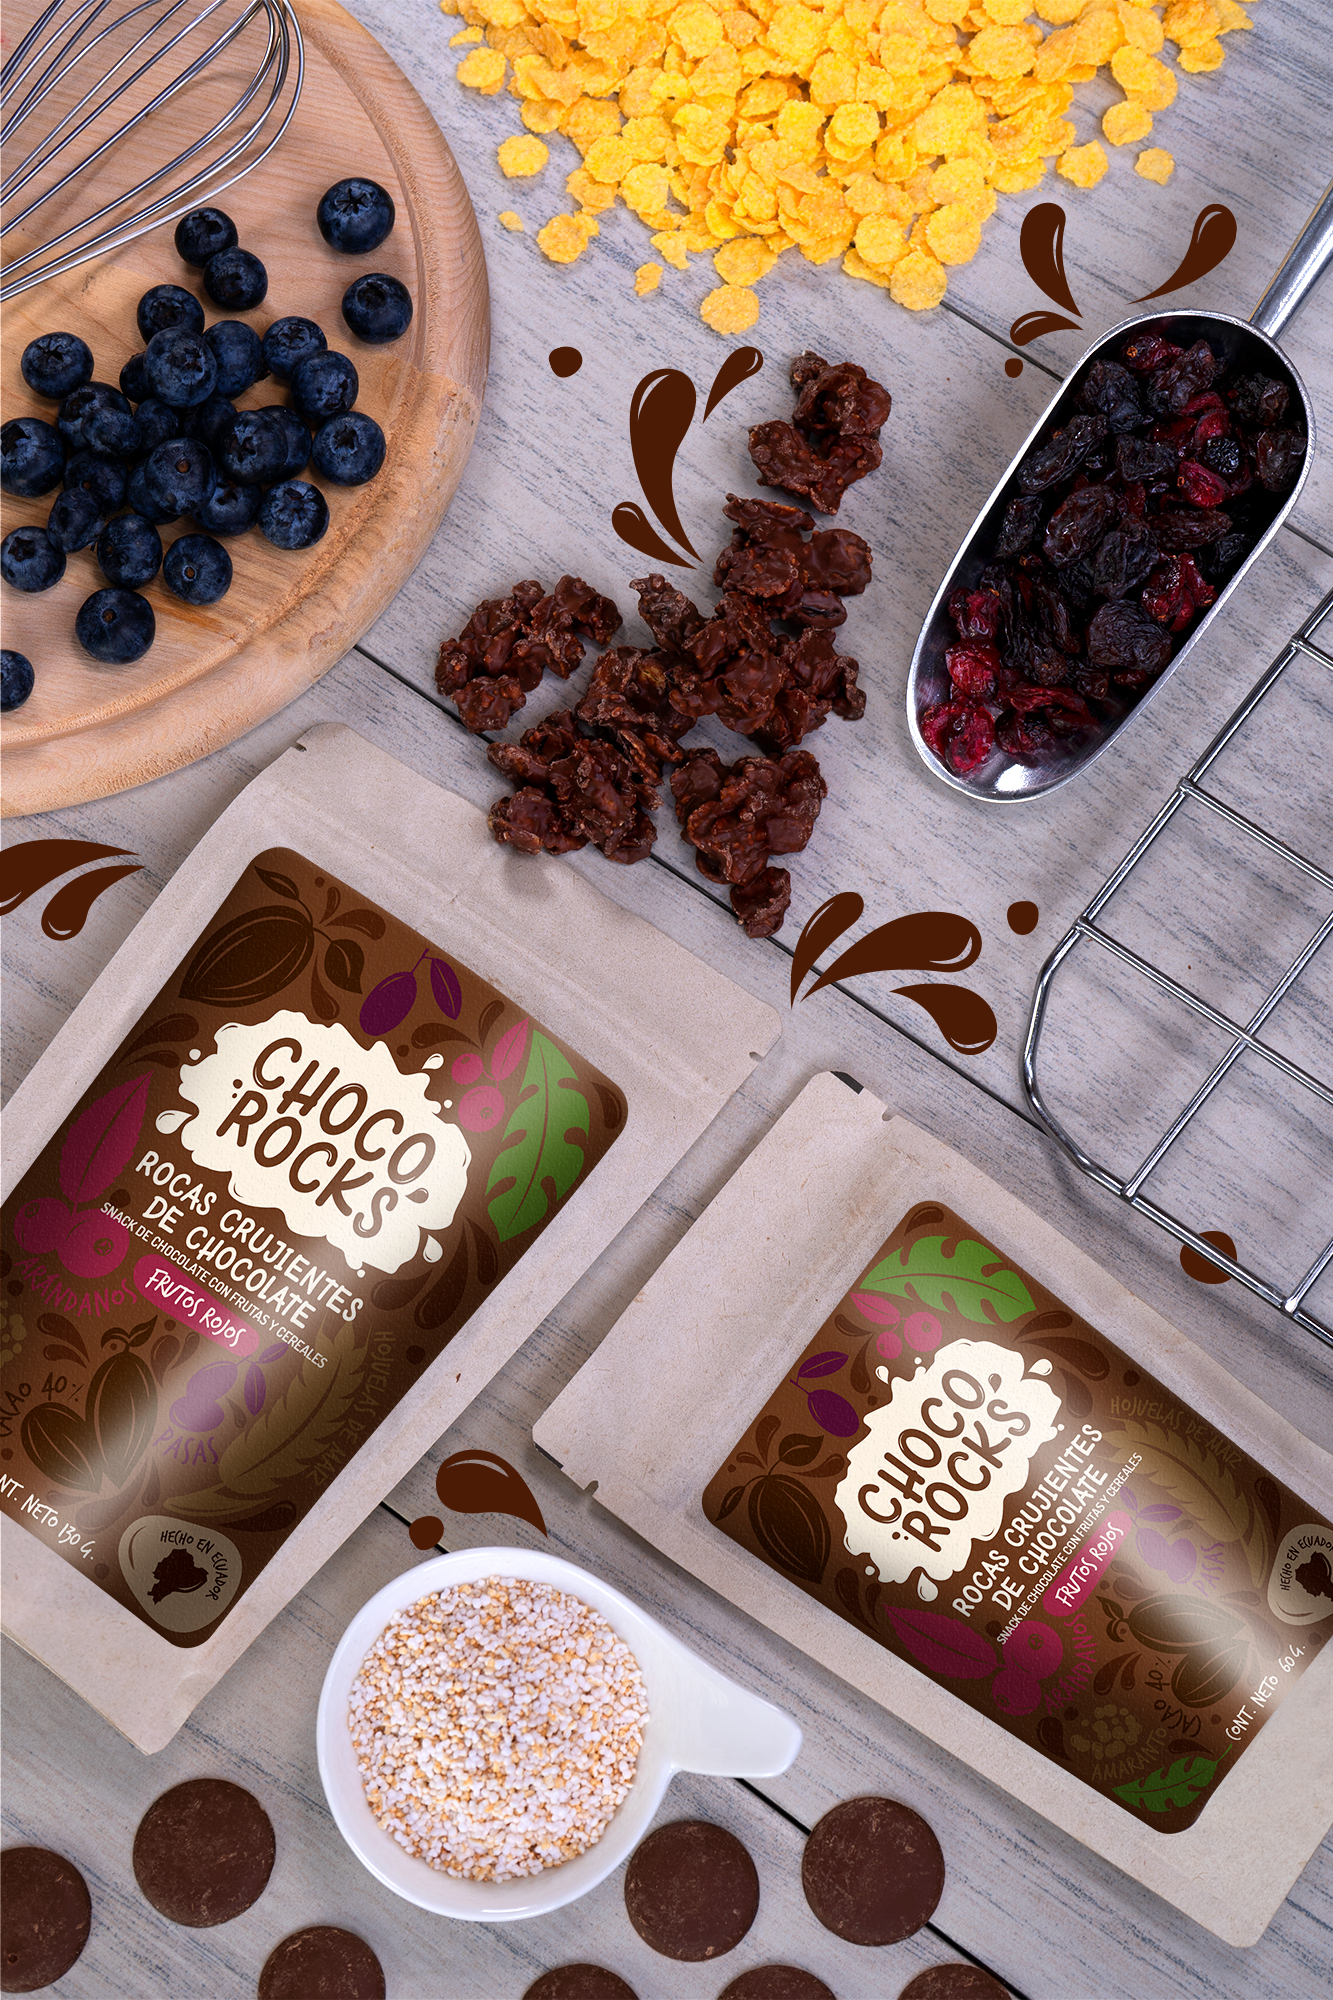 CHOCO
ROCKS
ROCAS CRUJIENTES
DE CHOCOLATE
SNACK DE CHOCOLATE CON FRUTAS Y CEREALES
FRUTOS ROJOS
ARÁNDANOS
HOJUELAS DE MAÍZ
CACAO 40%
PASAS
NT. NETO 130 G.
HECHO EN ECUADOR
CHOCO
ROCKS
ROCAS CRUJIENTES
DE CHOCOLATE
SNACK DE CHOCOLATE CON FRUTAS Y CEREALES
FRUTOS ROJOS
HOJUELAS DE MAÍZ
PASAS
ARÁNDANOS
CACAO 40%
AMARANTO
CONT. NETO 60 G.
HECHO EN ECUADOR